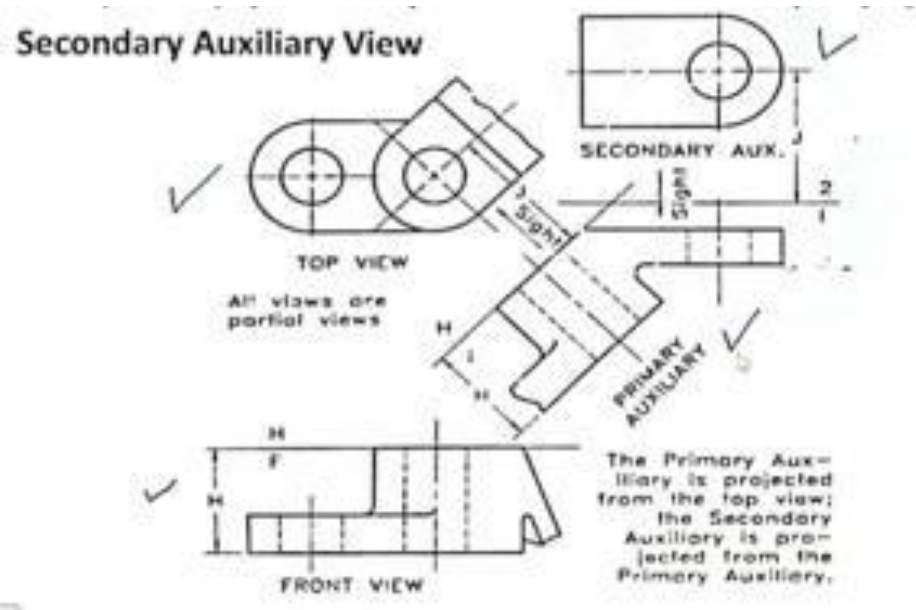 Secondary Auxiliary View
SECONDARY AUX.
J
Sight
2
1
J
Sight
TOP VIEW
All views are
partial views
H
1
H
PRIMARY
AUXILIARY
H
F
H
The Primary Aux-
iliary is projected
from the top view;
the Secondary
Auxiliary is pro-
jected from the
Primary Auxiliary.
FRONT VIEW